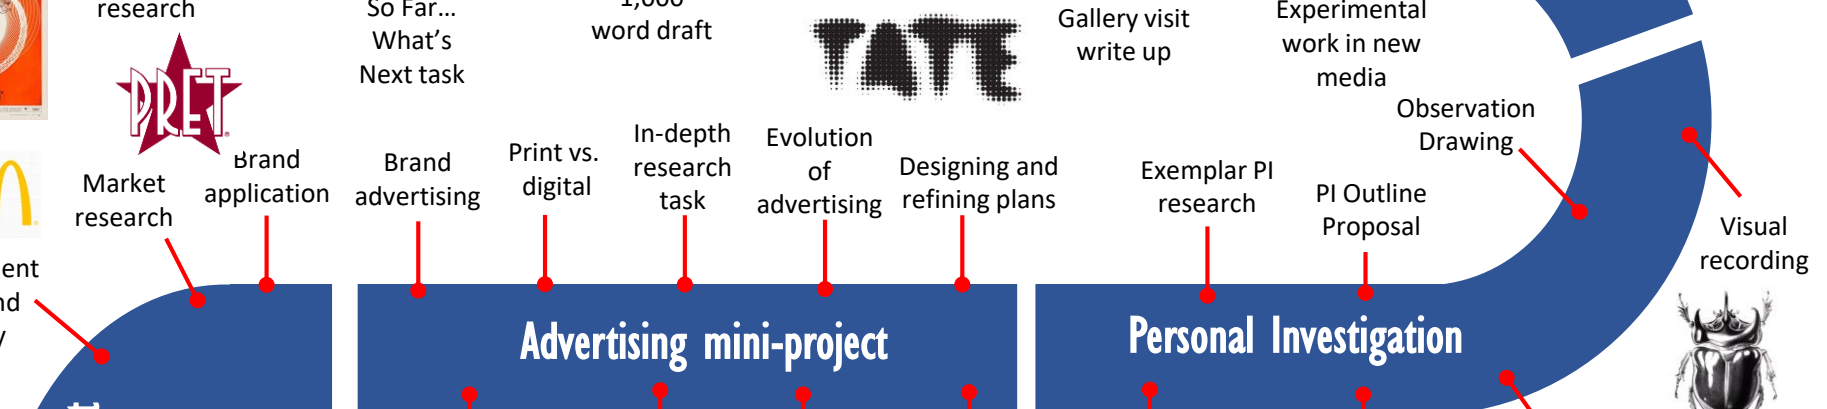 research
So Far...
What's
Next task
1,000
word draft
TATE
Gallery visit
write up
Experimental
work in new
media
PRET
Market
research
Brand
application
Brand
advertising
Print vs.
digital
In-depth
research
task
Evolution
of
advertising
Designing and
refining plans
Exemplar PI
research
PI Outline
Proposal
Observation
Drawing
Visual
recording
Advertising mini-project
Personal Investigation